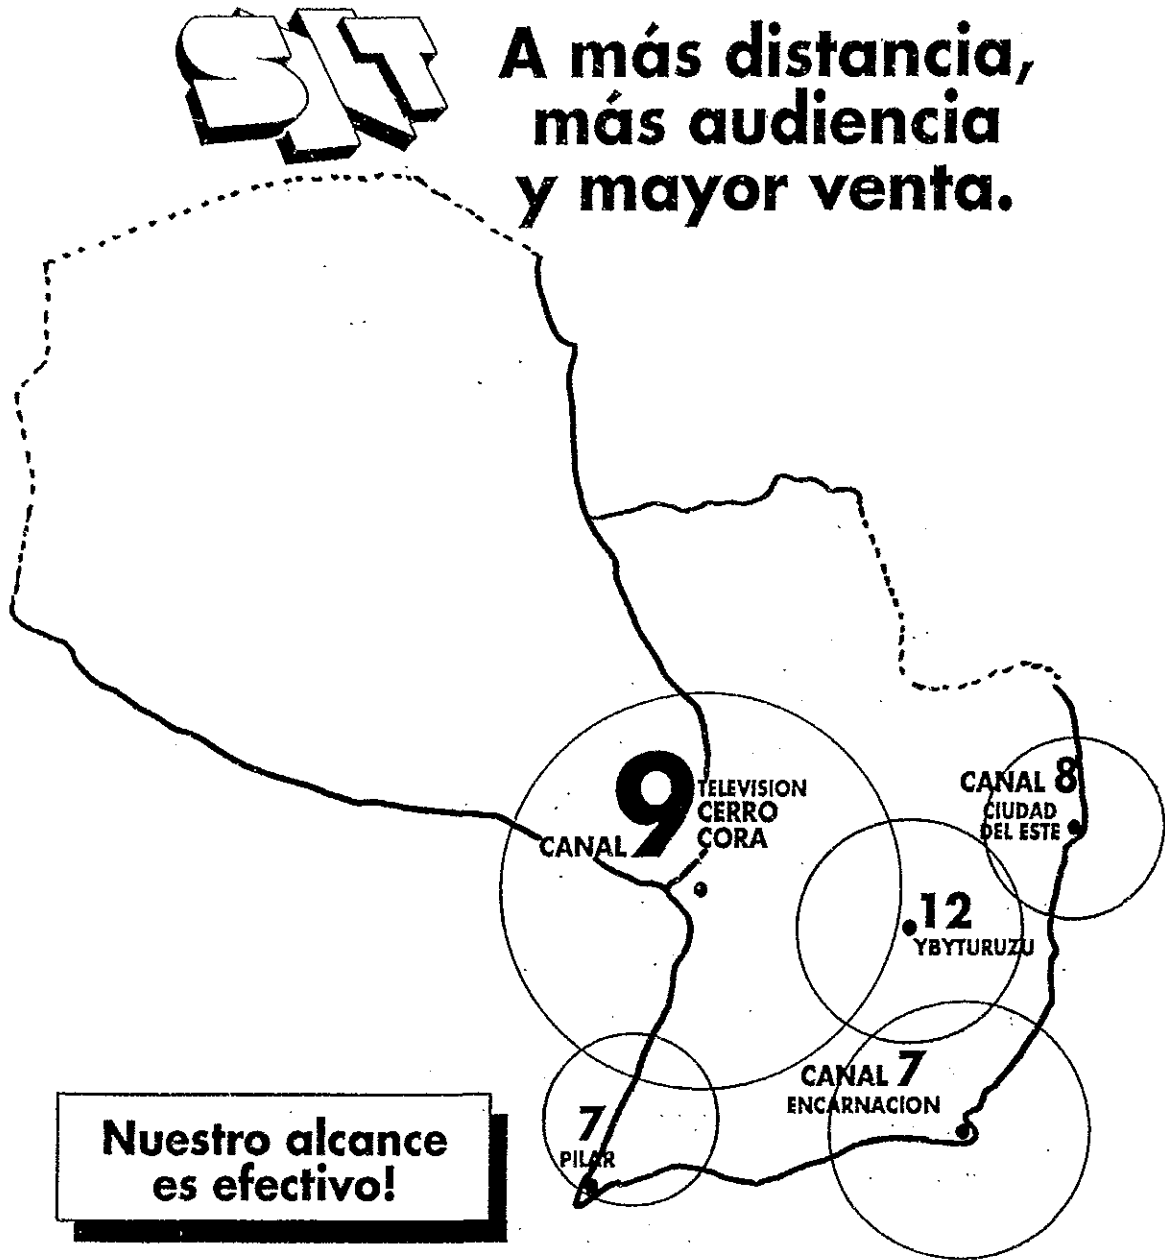 SIT
A más distancia,
más audiencia
y mayor venta.
CANAL 9 TELEVISION
CERRO
CORA
CANAL 8
CIUDAD
DEL ESTE
12
YBYTURUZU
CANAL 7
ENCARNACION
7
PILAR
Nuestro alcance
es efectivo!